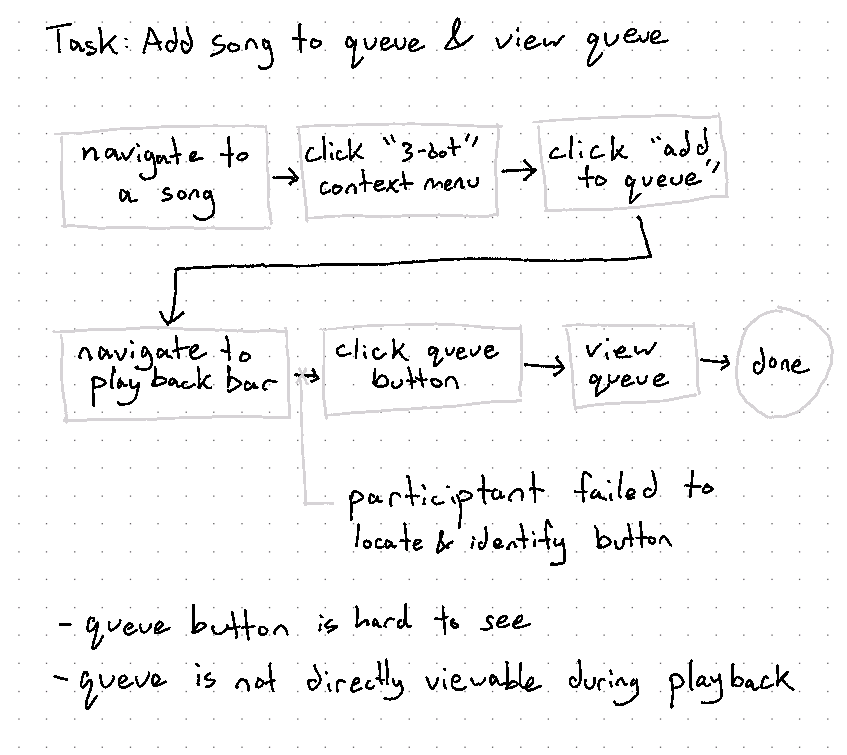 Task: Add song to queue & view queue
navigate to
a song
click "3-dot"
context menu
click "add
to queue"
navigate to
playback bar
click queue
button
view
queue
done
participtant failed to
locate & identify button
- queue button is hard to see
- queue is not directly viewable during playback